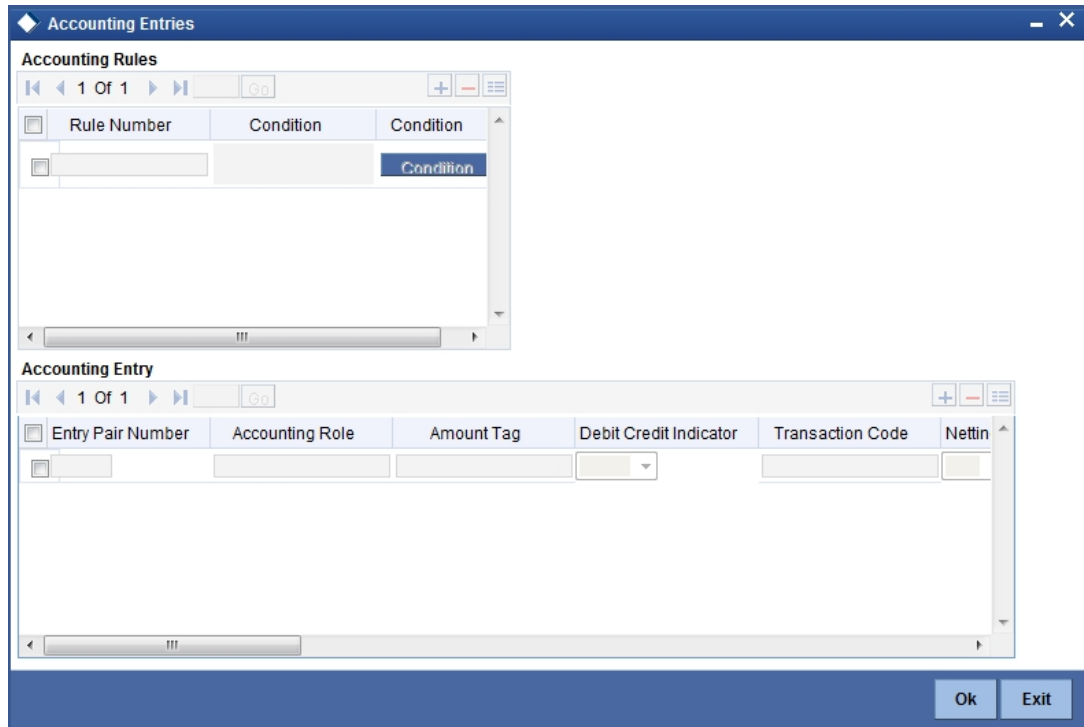 Accounting Entries
Accounting Rules
1 Of 1 Go
Rule Number Condition Condition
Condition
Accounting Entry
1 Of 1 Go
Entry Pair Number Accounting Role Amount Tag Debit Credit Indicator Transaction Code Nettin
Ok Exit